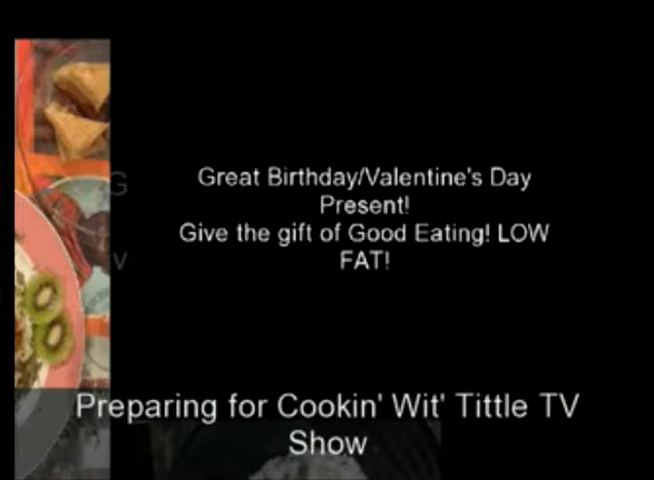 Great Birthday/Valentine's Day
Present!
Give the gift of Good Eating! LOW
FAT!
Preparing for Cookin' Wit' Tittle TV
Show